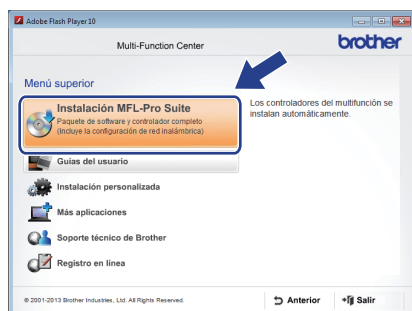 Adobe Flash Player 10
Multi-Function Center
brother
Menú superior
Instalación MFL-Pro Suite
Paquete de software y controlador completo
(Incluye la configuración de red inalámbrica)
Los controladores del multifunción se
instalan automáticamente.
Guías del usuario
Instalación personalizada
Más aplicaciones
Soporte técnico de Brother
Registro en línea
© 2001-2013 Brother Industries, Ltd. All Rights Reserved.
Anterior
Salir